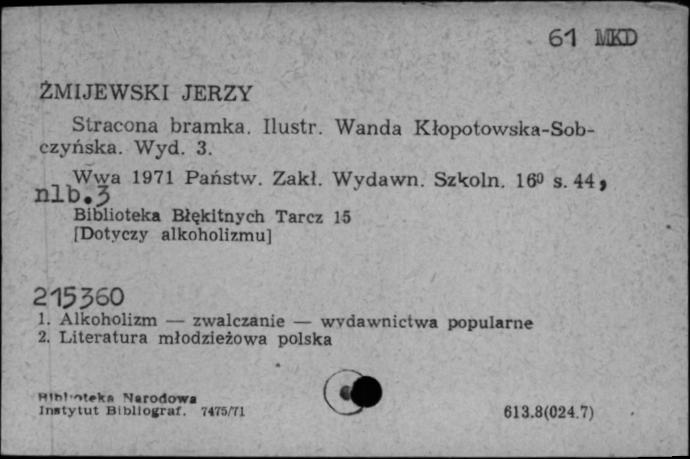 61 MKD
ŻMIJEWSKI JERZY
Stracona bramka. Ilustr. Wanda Kłopotowska-Sob-
czyńska. Wyd. 3.
Wwa 1971 Państw. Zakł. Wydawn. Szkoln. 16⁰ s. 44,
nlb. 3
Biblioteka Błękitnych Tarcz 15
[Dotyczy alkoholizmu]
215360
1. Alkoholizm — zwalczanie — wydawnictwa popularne
2. Literatura młodzieżowa polska
Biblioteka Narodowa
Instytut Bibliograf. 7475/71
613.8(024.7)